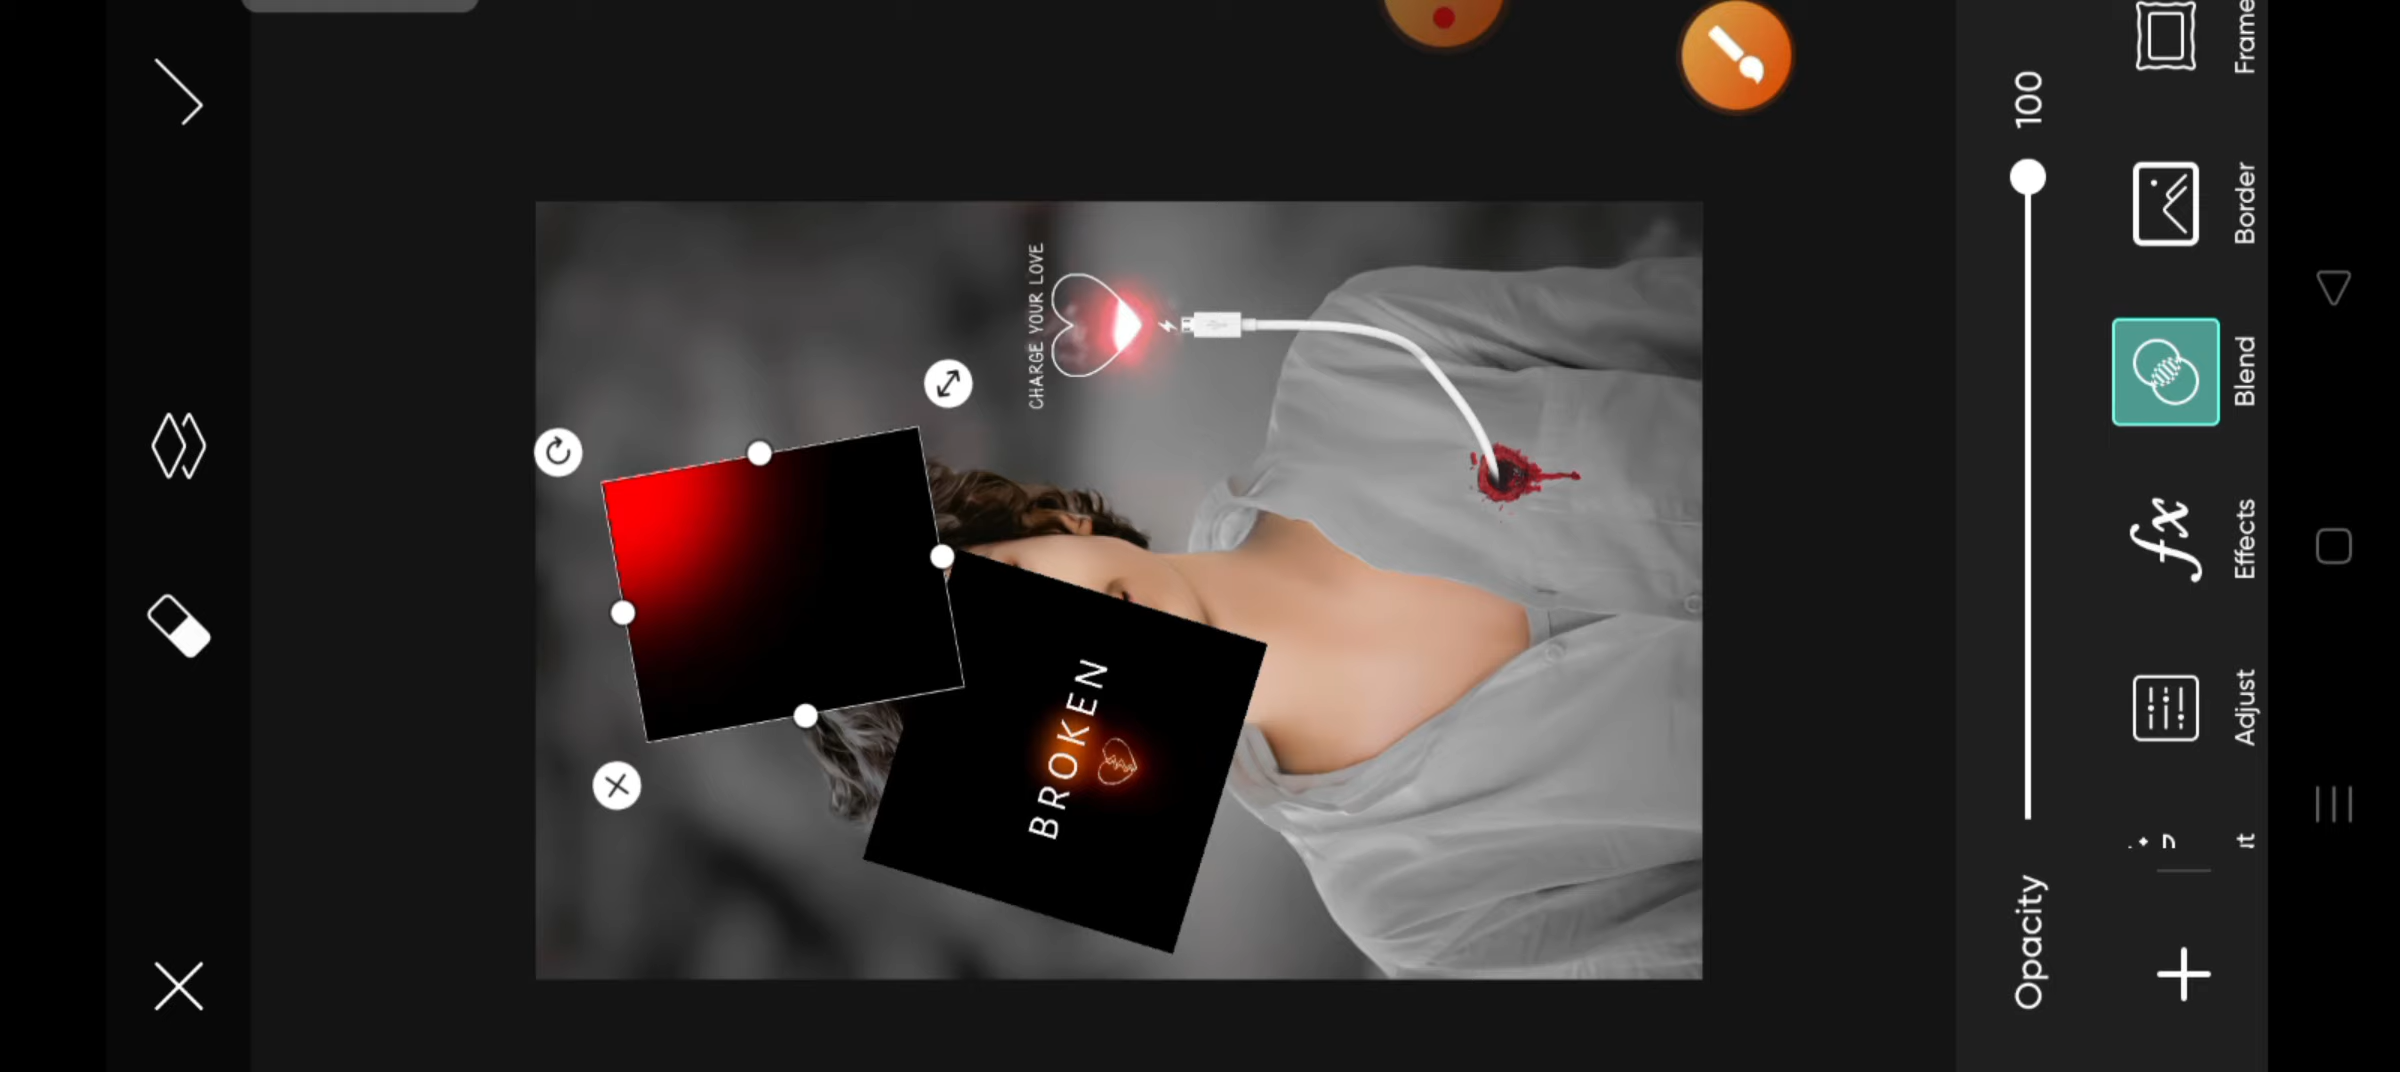 CHARGE YOUR LOVE
BROKEN
Opacity
100
Adjust
Effects
Blend
Border
Frame